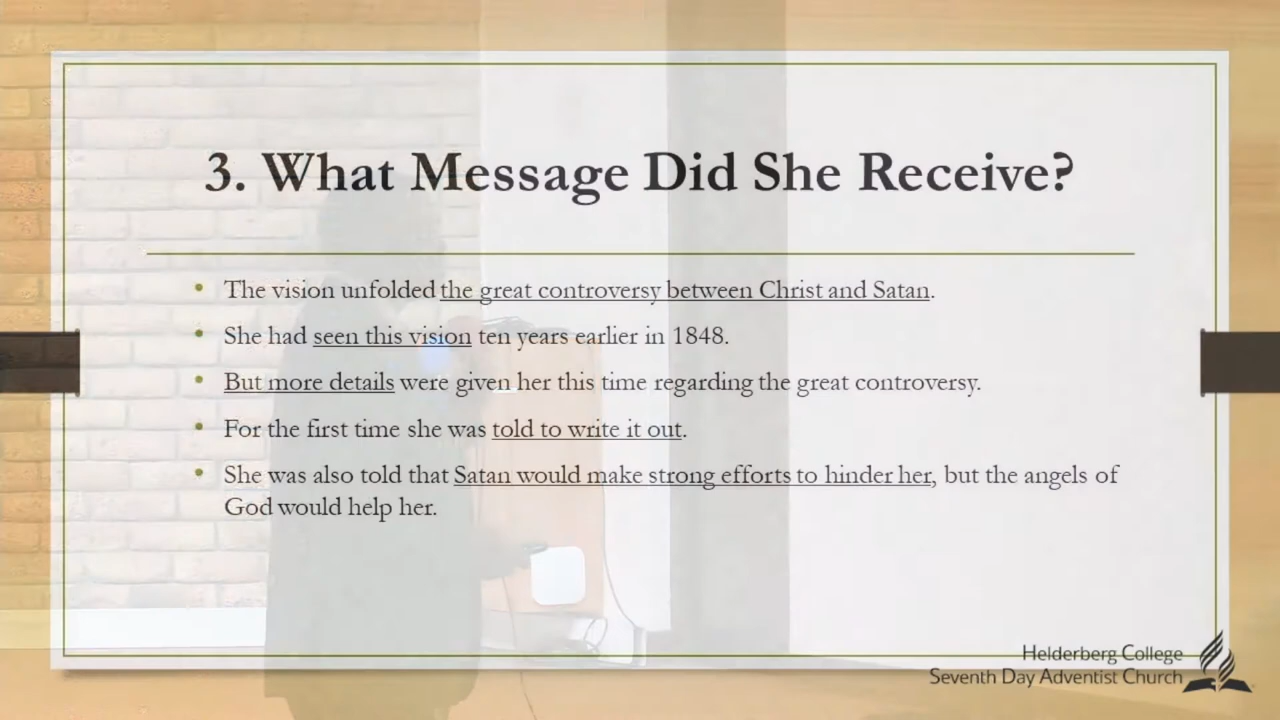 3. What Message Did She Receive?
• The vision unfolded the great controversy between Christ and Satan.
• She had seen this vision ten years earlier in 1848.
• But more details were given her this time regarding the great controversy.
• For the first time she was told to write it out.
• She was also told that Satan would make strong efforts to hinder her, but the angels of
God would help her.
Helderberg College
Seventh Day Adventist Church